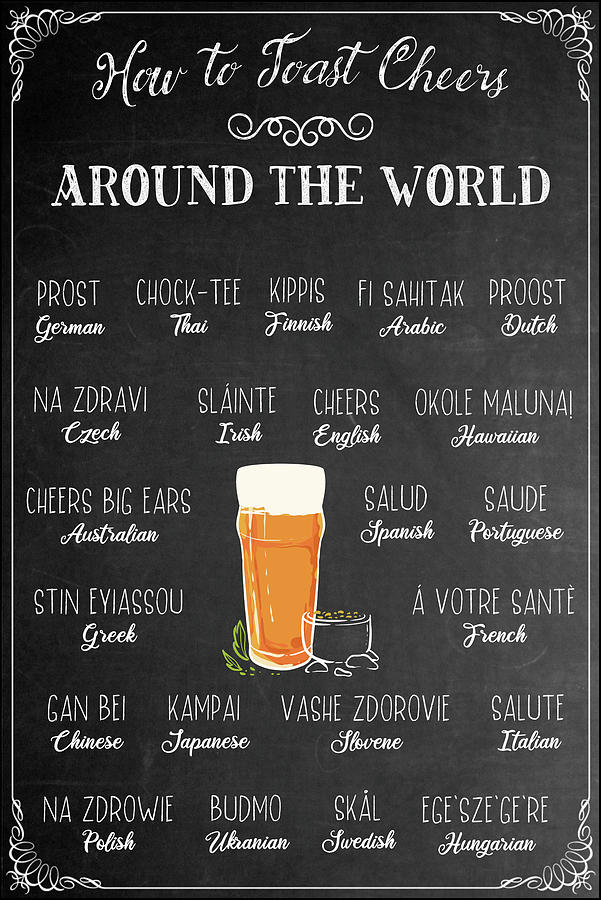 How to Toast Cheers
AROUND THE WORLD
PROST CHOCK-TEE KIPPIS FI SAHITAK PROOST
German Thai Finnish Arabic Dutch
NA ZDRAVI SLÁINTE CHEERS OKOLE MALUNA!
Czech Irish English Hawaiian
CHEERS BIG EARS SALUD SAUDE
Australian Spanish Portuguese
STIN EYIASSOU Á VOTRE SANTÈ
Greek French
GAN BEI KAMPAI VASHE ZDOROVIE SALUTE
Chinese Japanese Slovene Italian
NA ZDROWIE BUDMO SKÅL EGE'SZE'GE'RE
Polish Ukranian Swedish Hungarian